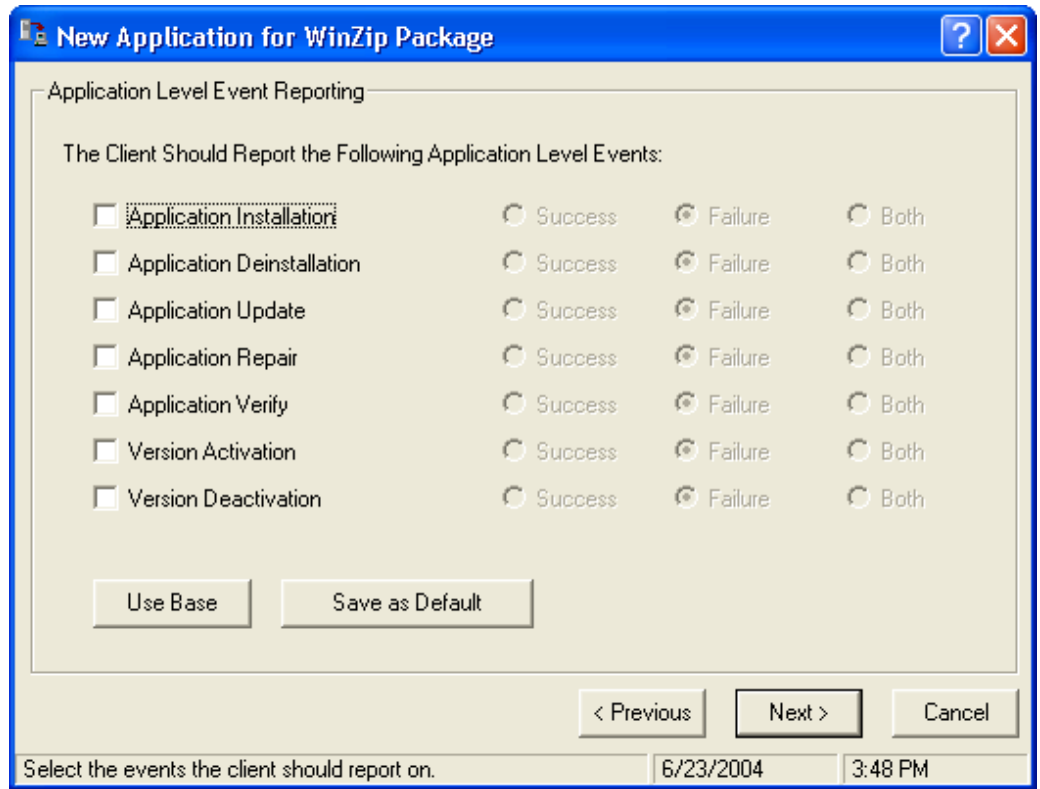 New Application for WinZip Package
Application Level Event Reporting
The Client Should Report the Following Application Level Events:
Application Installation Success Failure Both
Application Deinstallation Success Failure Both
Application Update Success Failure Both
Application Repair Success Failure Both
Application Verify Success Failure Both
Version Activation Success Failure Both
Version Deactivation Success Failure Both
Use Base Save as Default
< Previous Next > Cancel
Select the events the client should report on. 6/23/2004 3:48 PM